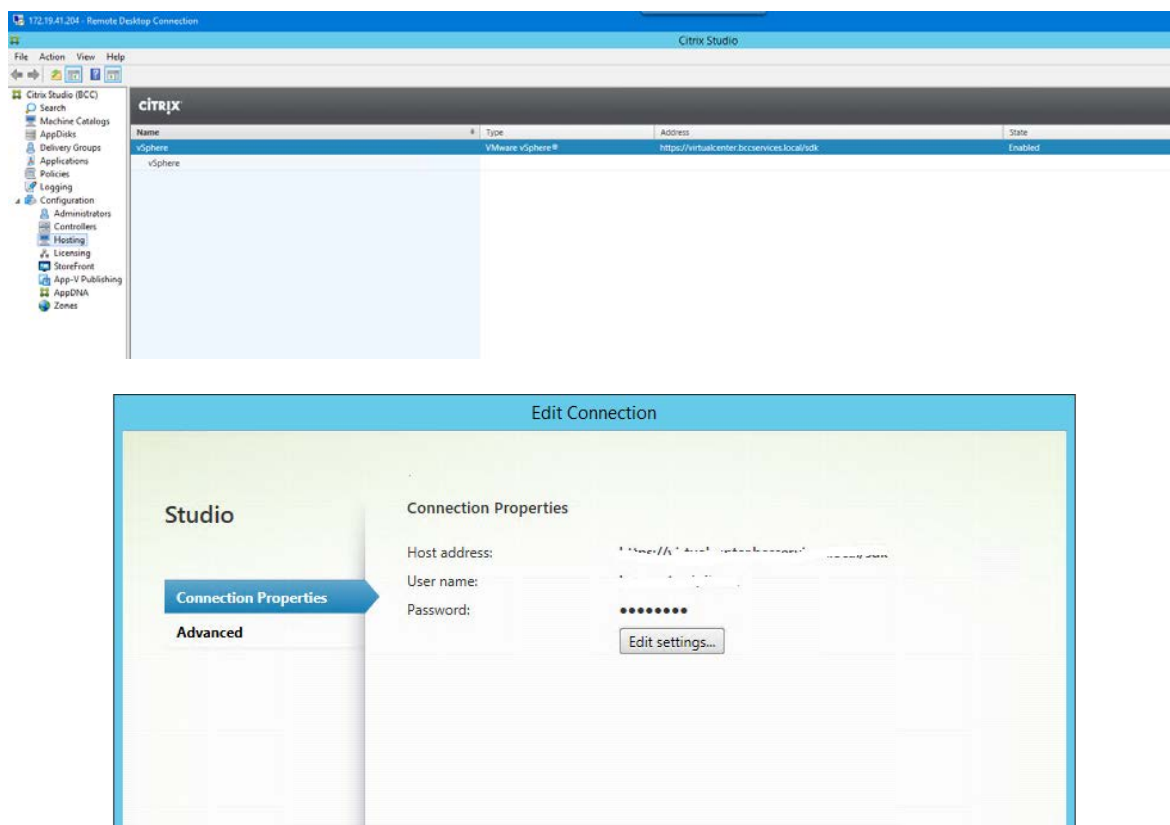 172.19.41.204 - Remote Desktop Connection
Citrix Studio
File Action View Help
Citrix Studio (BCC)
Search
Machine Catalogs
AppDisks
Delivery Groups
Applications
Policies
Logging
Configuration
Administrators
Controllers
Hosting
Licensing
StoreFront
App-V Publishing
AppDNA
Zones
CİTRIX
Name Type Address State
vSphere VMware vSphere® https://virtualcenter.bccservices.local/sdk Enabled
vSphere
Edit Connection
Studio
Connection Properties
Advanced
Connection Properties
Host address:
User name:
Password: ●●●●●●●●
Edit settings...